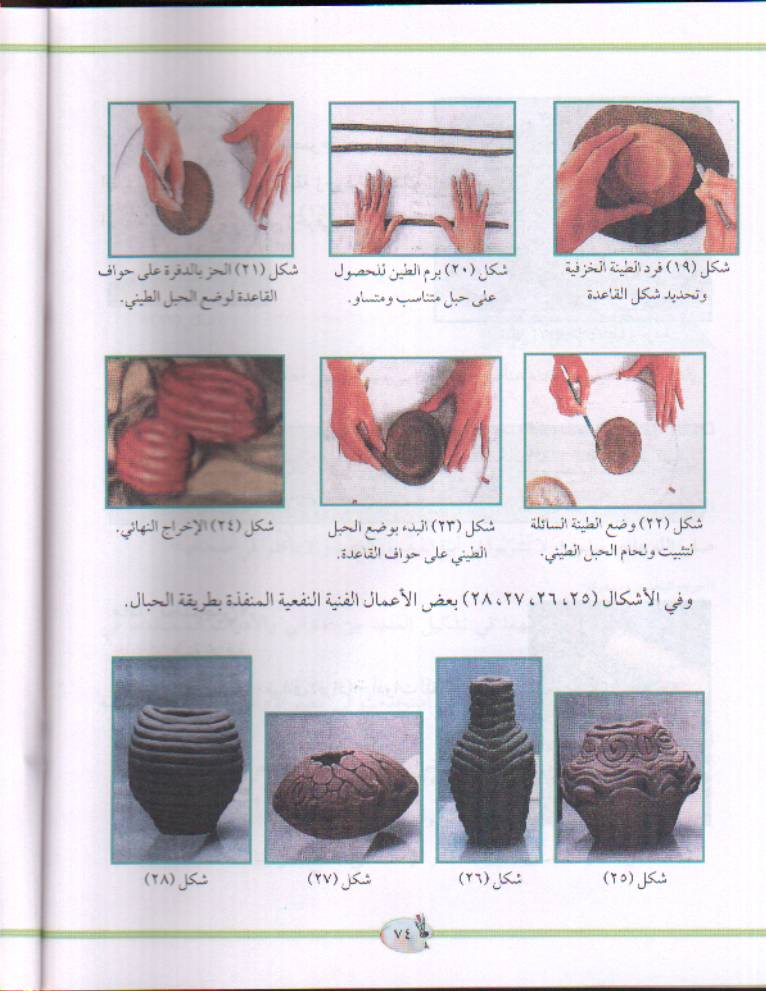 شكل (١٩) فرد الطينة الخزفية
وتحديد شكل القاعدة
شكل (٢٠) برم الطين للحصول
على حبل متناسب ومتساو.
شكل (٢١) الحز بالدفرة على حواف
القاعدة لوضع الحبل الطيني.
شكل (٢٢) وضع الطينة السائلة
لتثبيت ولحام الحبل الطيني.
شكل (٢٣) البدء بوضع الحبل
الطيني على حواف القاعدة.
شكل (٢٤) الإخراج النهائي.
وفي الأشكال (٢٥، ٢٦، ٢٧، ٢٨) بعض الأعمال الفنية النفعية المنفذة بطريقة الحبال.
شكل (٢٥)
شكل (٢٦)
شكل (٢٧)
شكل (٢٨)
٧٤